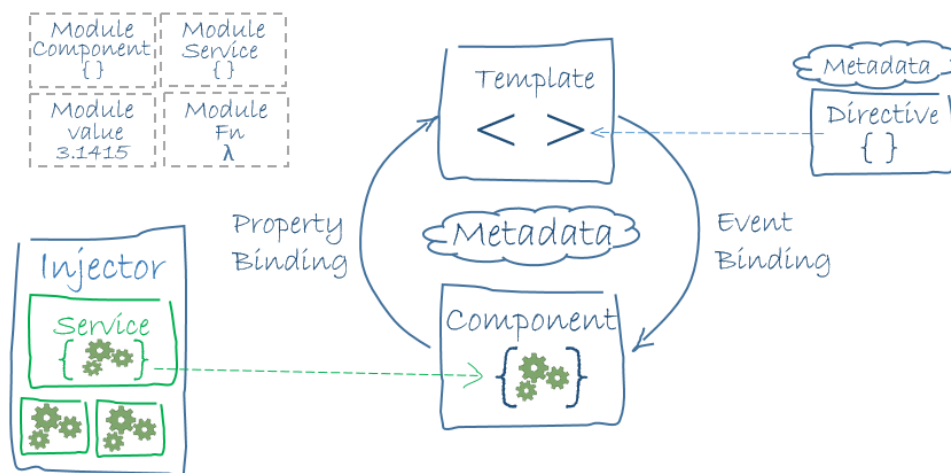 Module
Component
{ }
Module
Service
{ }
Module
value
3.1415
Module
Fn
λ
Template
< >
Metadata
Directive
{ }
Property
Binding
Metadata
Event
Binding
Injector
Service
{ }
Component
{ }